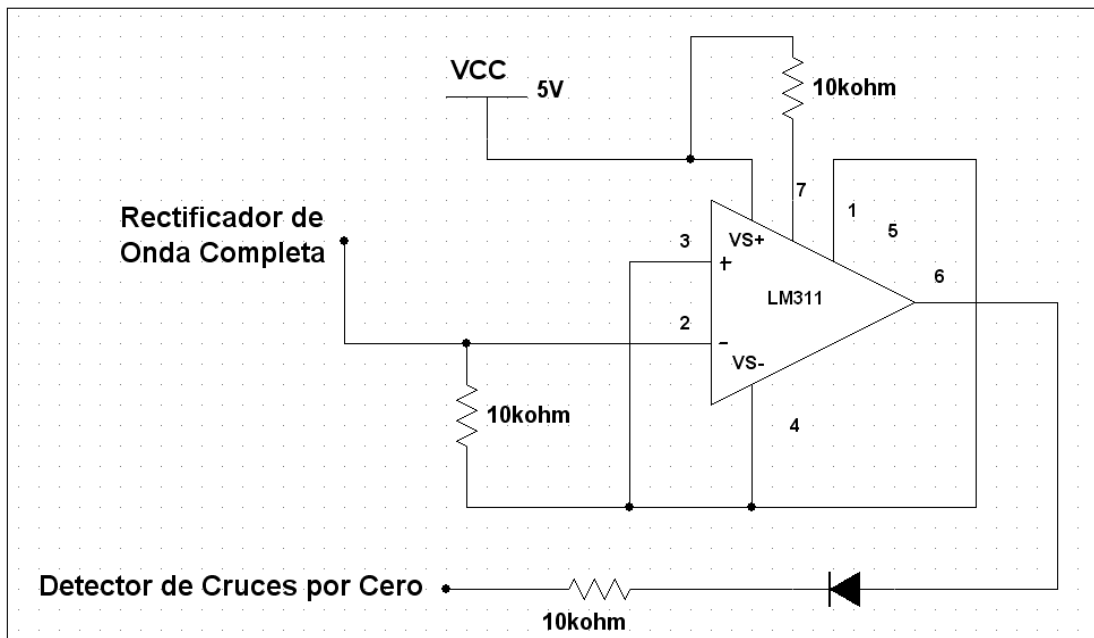 VCC
5V
10kohm
Rectificador de
Onda Completa
7
1
5
3
VS+
+
6
LM311
2
-
VS-
10kohm
4
Detector de Cruces por Cero
10kohm